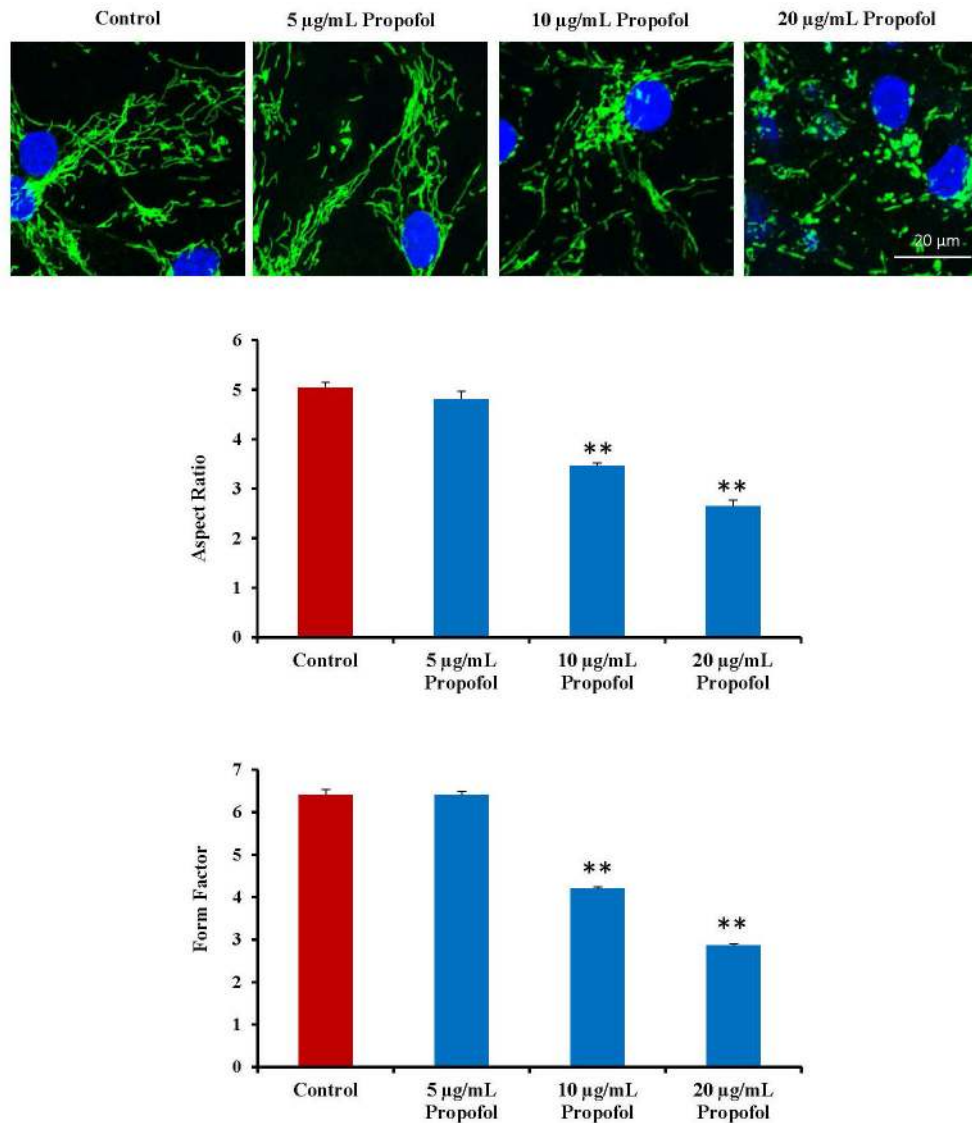 Control 5 µg/mL Propofol 10 µg/mL Propofol 20 µg/mL Propofol
20 µm
6
5
4
3
2
1
0
Aspect Ratio
**
**
Control 5 µg/mL 10 µg/mL 20 µg/mL
Propofol Propofol Propofol
7
6
5
4
3
2
1
0
Form Factor
**
**
Control 5 µg/mL 10 µg/mL 20 µg/mL
Propofol Propofol Propofol